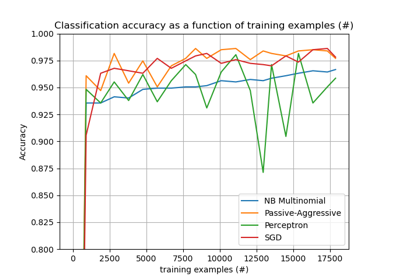 Classification accuracy as a function of training examples (#)
1.000
0.975
0.950
0.925
0.900
0.875
0.850
0.825
0.800
Accuracy
NB Multinomial
Passive-Aggressive
Perceptron
SGD
0 2500 5000 7500 10000 12500 15000 17500
training examples (#)